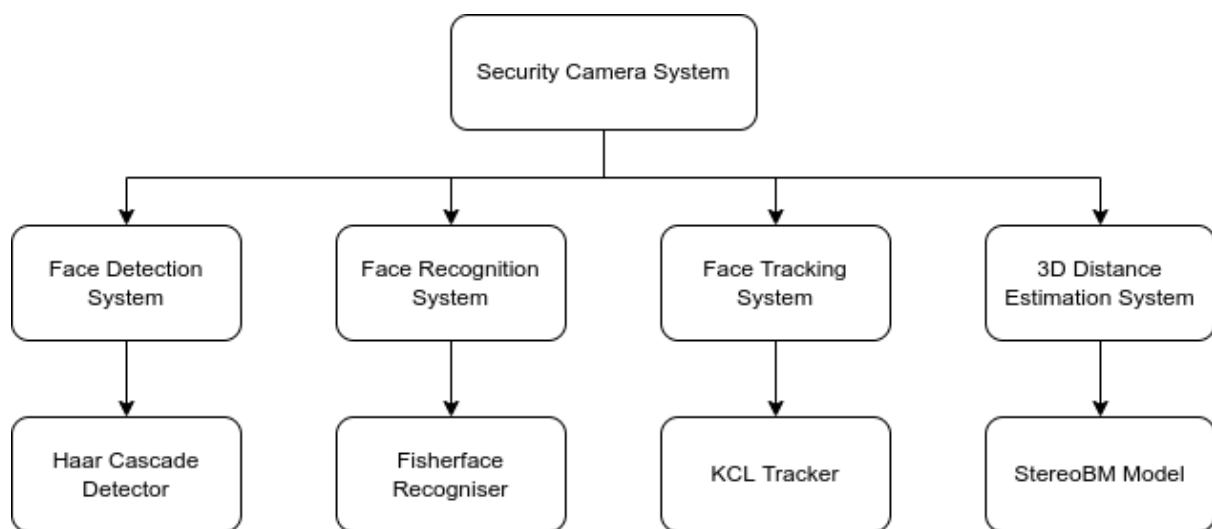 Security Camera System
Face Detection
System
Face Recognition
System
Face Tracking
System
3D Distance
Estimation System
Haar Cascade
Detector
Fisherface
Recogniser
KCL Tracker
StereoBM Model